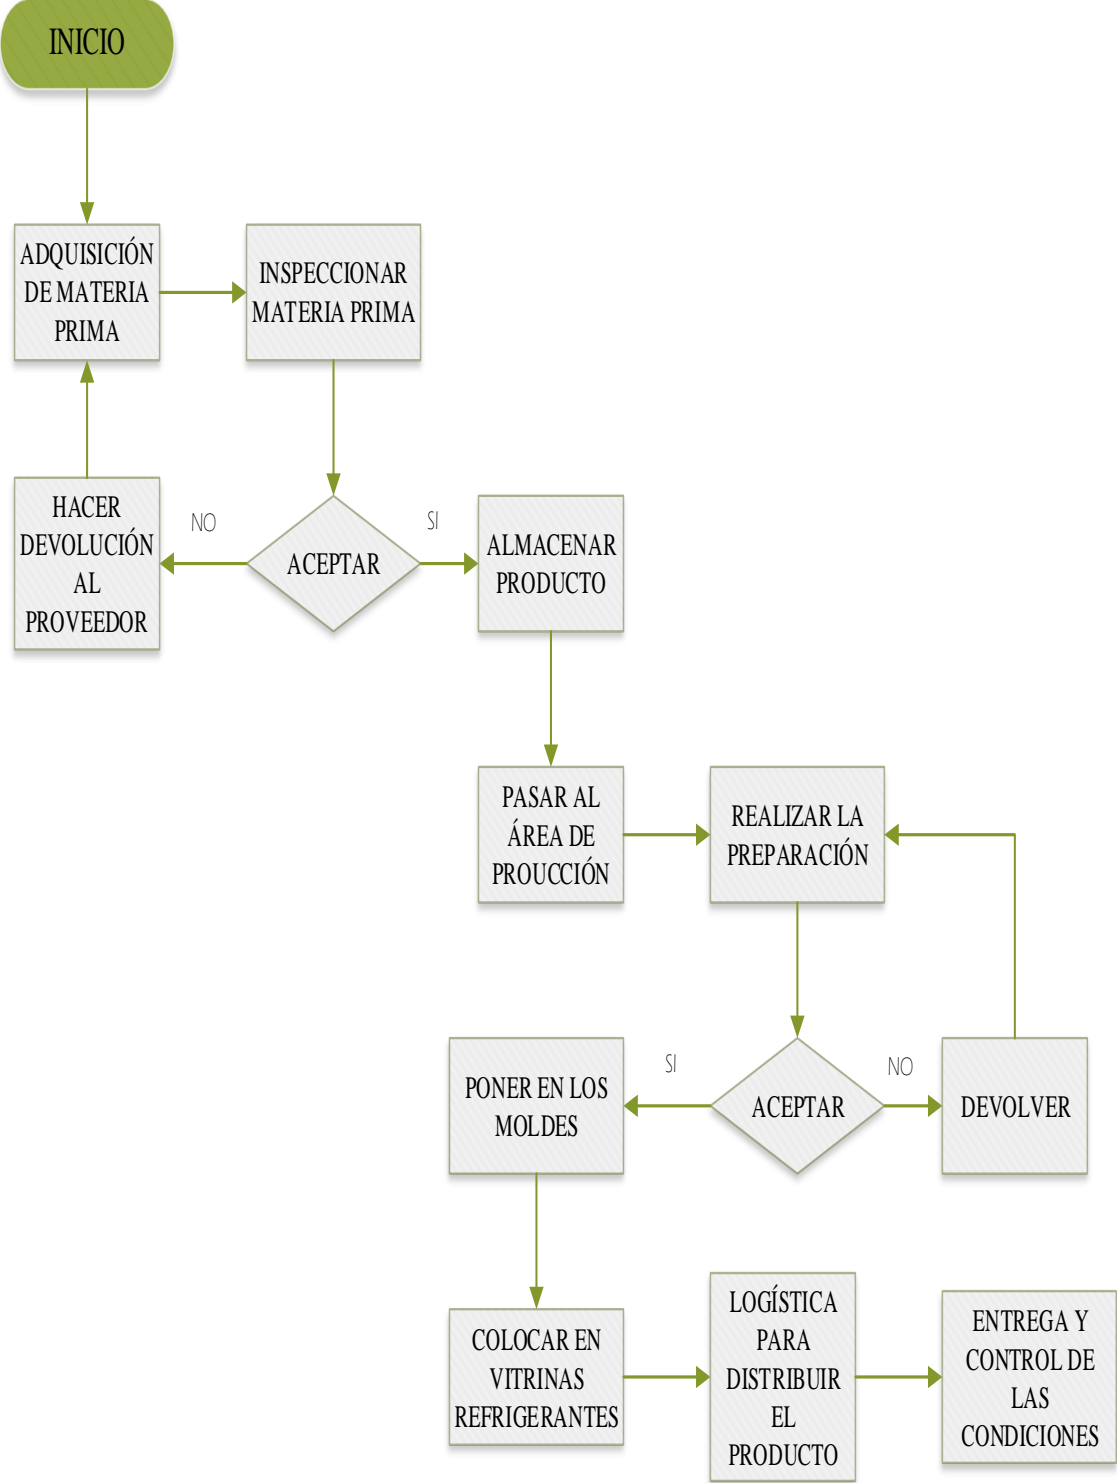 INICIO
ADQUISICIÓN
DE MATERIA
PRIMA
INSPECCIONAR
MATERIA PRIMA
HACER
DEVOLUCIÓN
AL
PROVEEDOR
NO
ACEPTAR
SI
ALMACENAR
PRODUCTO
PASAR AL
ÁREA DE
PROUCCIÓN
REALIZAR LA
PREPARACIÓN
PONER EN LOS
MOLDES
SI
ACEPTAR
NO
DEVOLVER
COLOCAR EN
VITRINAS
REFRIGERANTES
LOGÍSTICA
PARA
DISTRIBUIR
EL
PRODUCTO
ENTREGA Y
CONTROL DE
LAS
CONDICIONES